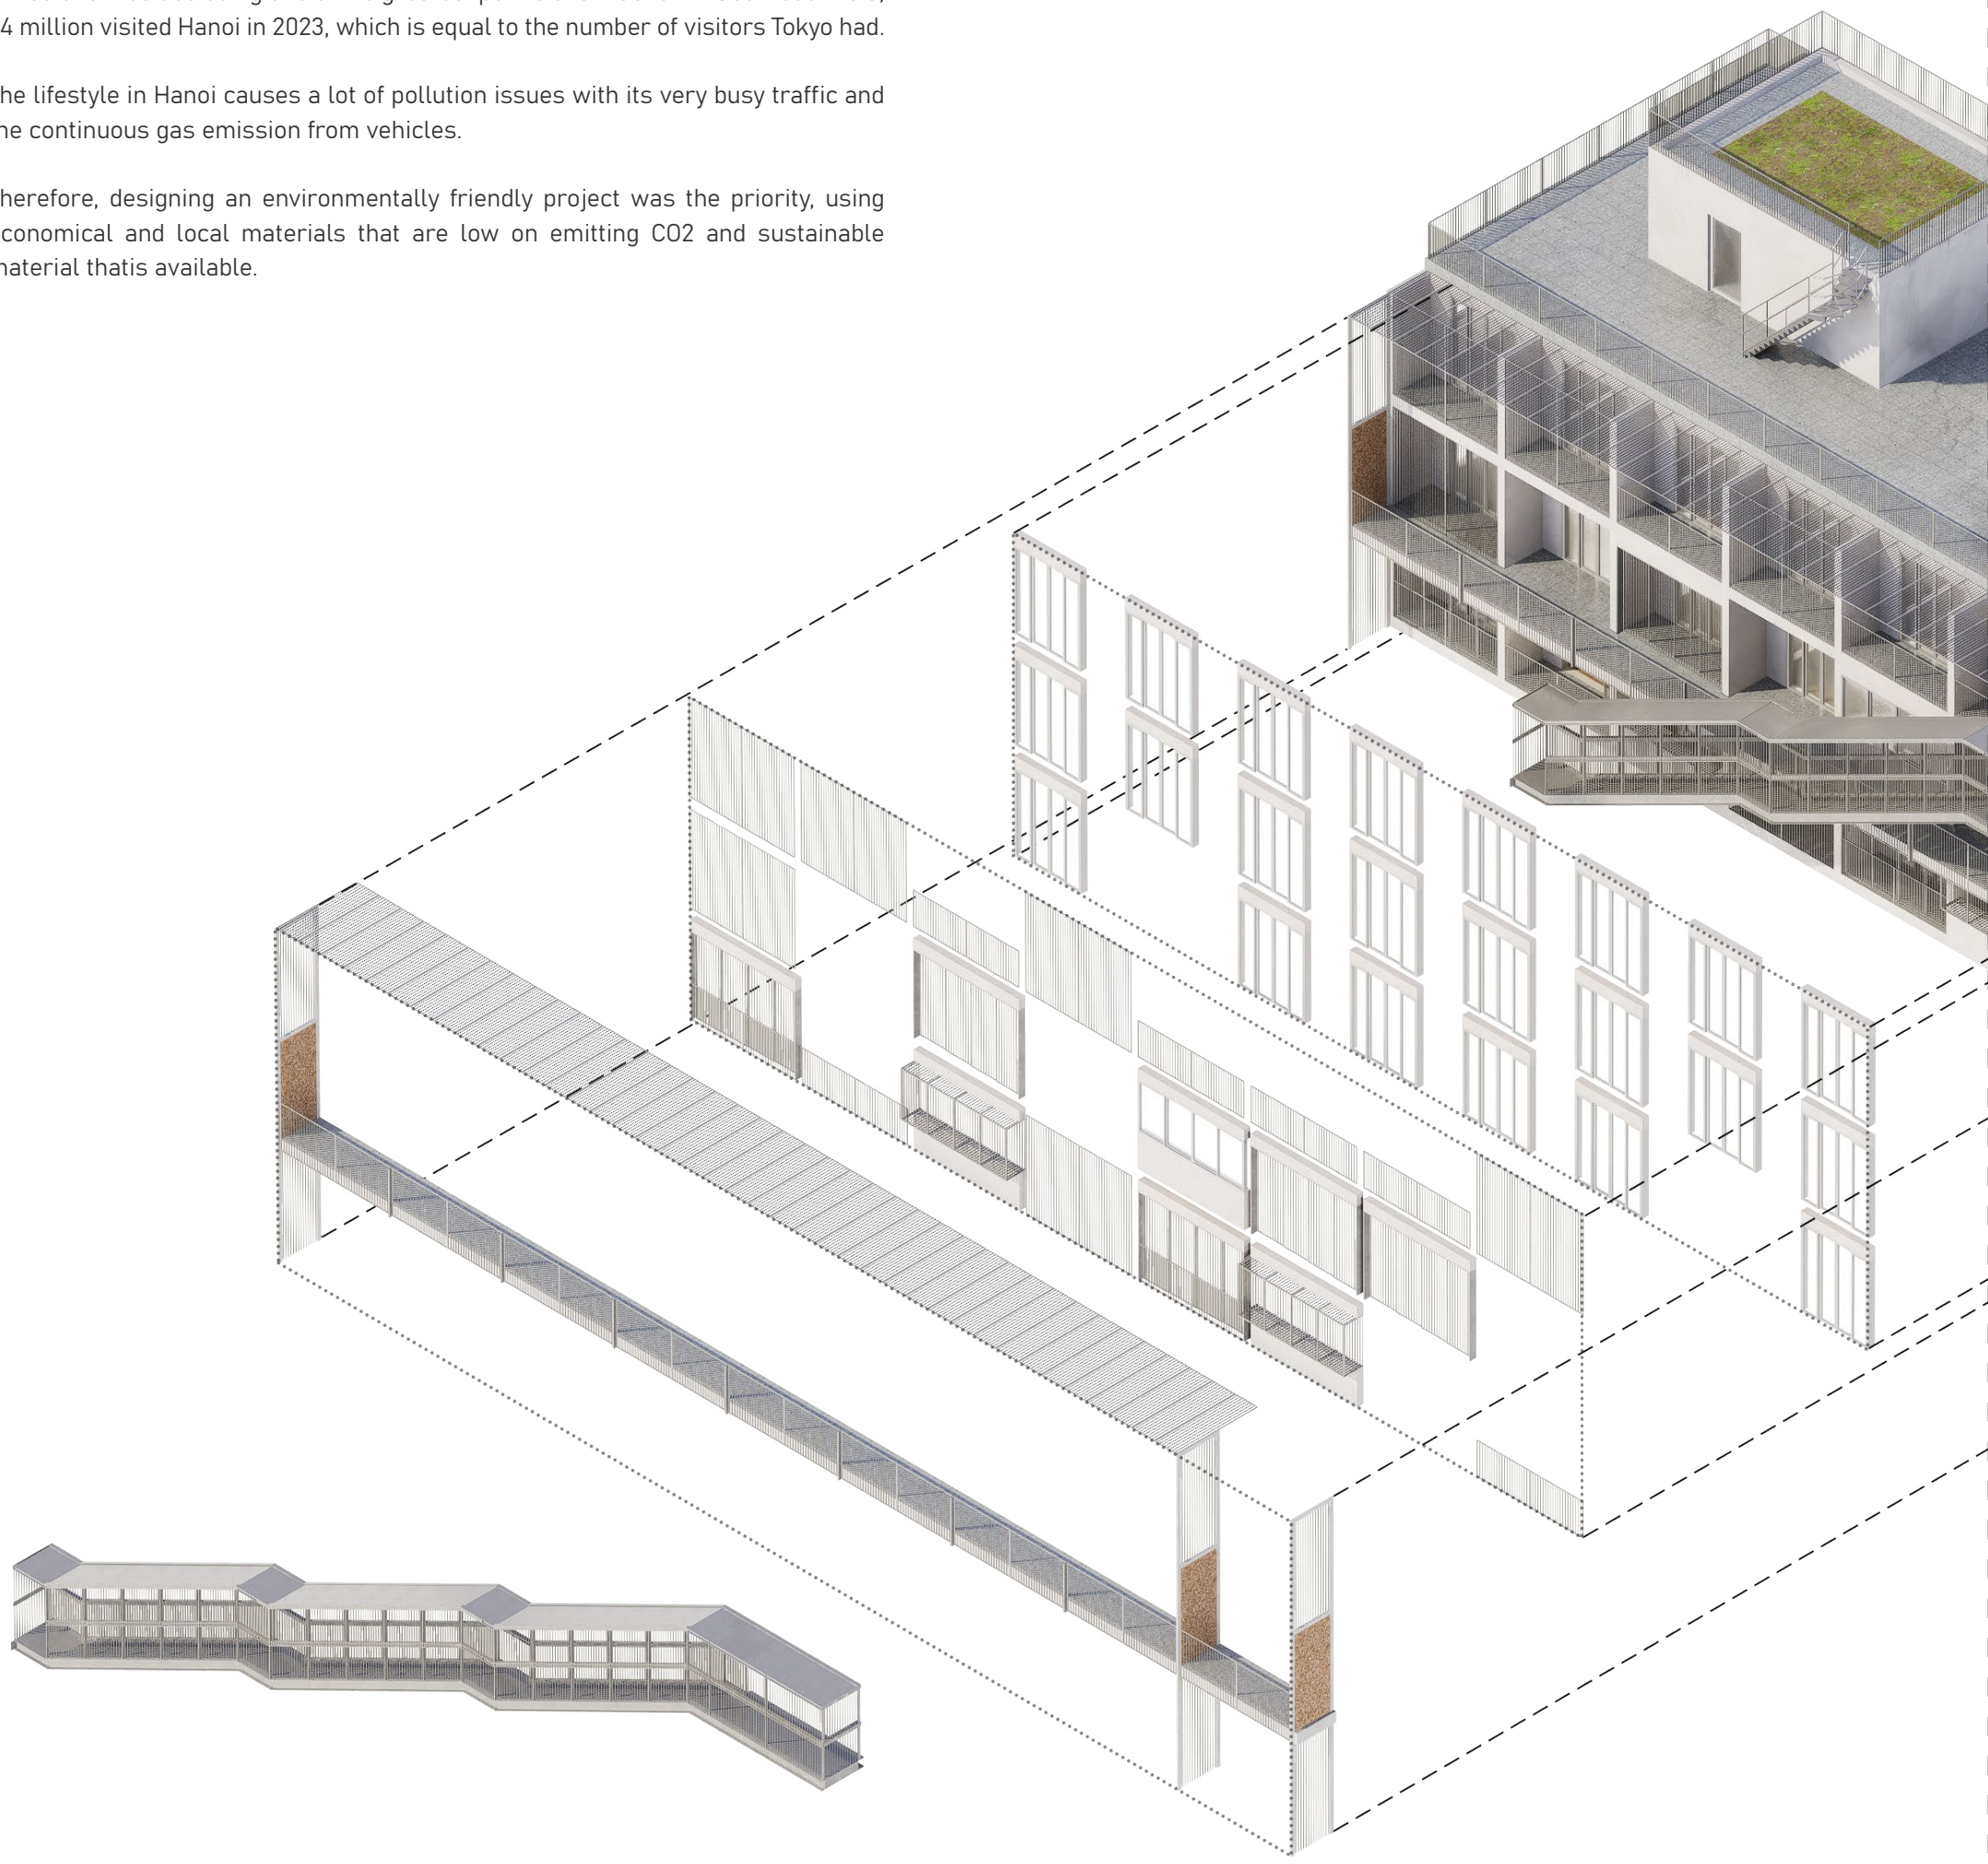 4 million visited Hanoi in 2023, which is equal to the number of visitors Tokyo had.
he lifestyle in Hanoi causes a lot of pollution issues with its very busy traffic and
he continuous gas emission from vehicles.
herefore, designing an environmentally friendly project was the priority, using
conomical and local materials that are low on emitting CO2 and sustainable
naterial thatis available.